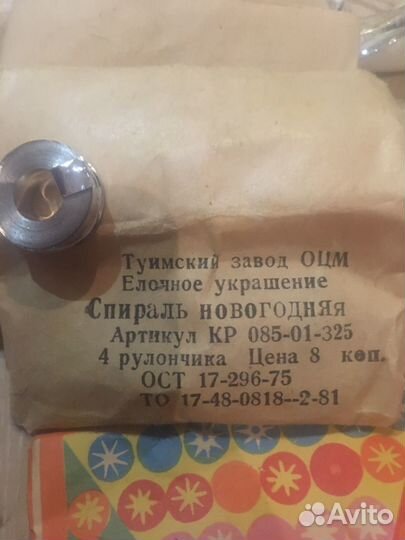 Туимский завод ОЦМ
Елочное украшение
Спираль новогодняя
Артикул КР 085-01-325
4 рулончика Цена 8 коп.
ОСТ 17-296-75
ТО 17-48-0818--2-81
Avito